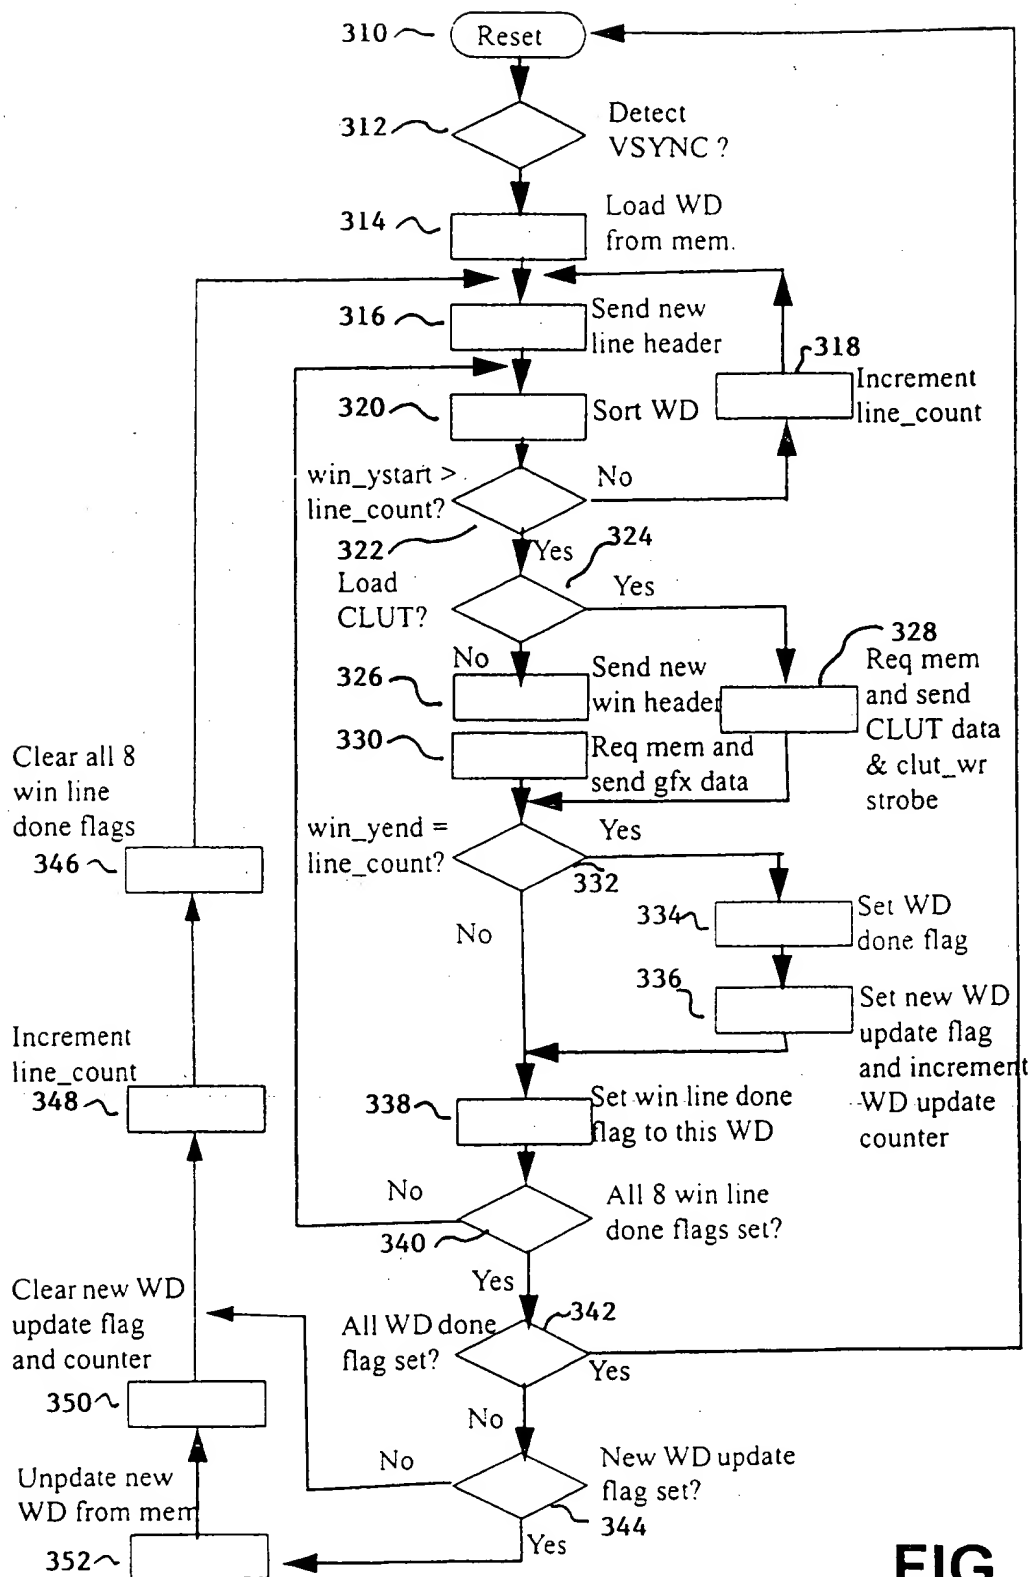 310
Reset
312
Detect
VSYNC ?
314
Load WD
from mem.
316
Send new
line header
318
Increment
line_count
320
Sort WD
win_ystart >
line_count?
No
322
Yes
324
Load
CLUT?
Yes
No
326
Send new
win header
328
Req mem
and send
CLUT data
& clut_wr
strobe
330
Req mem and
send gfx data
Clear all 8
win line
done flags
346
win_yend =
line_count?
Yes
332
No
334
Set WD
done flag
336
Set new WD
update flag
and increment
WD update
counter
Increment
line_count
348
338
Set win line done
flag to this WD
No
340
All 8 win line
done flags set?
Yes
Clear new WD
update flag
and counter
350
342
All WD done
flag set?
Yes
No
No
New WD update
flag set?
344
Unpdate new
WD from mem
352
Yes
FIG